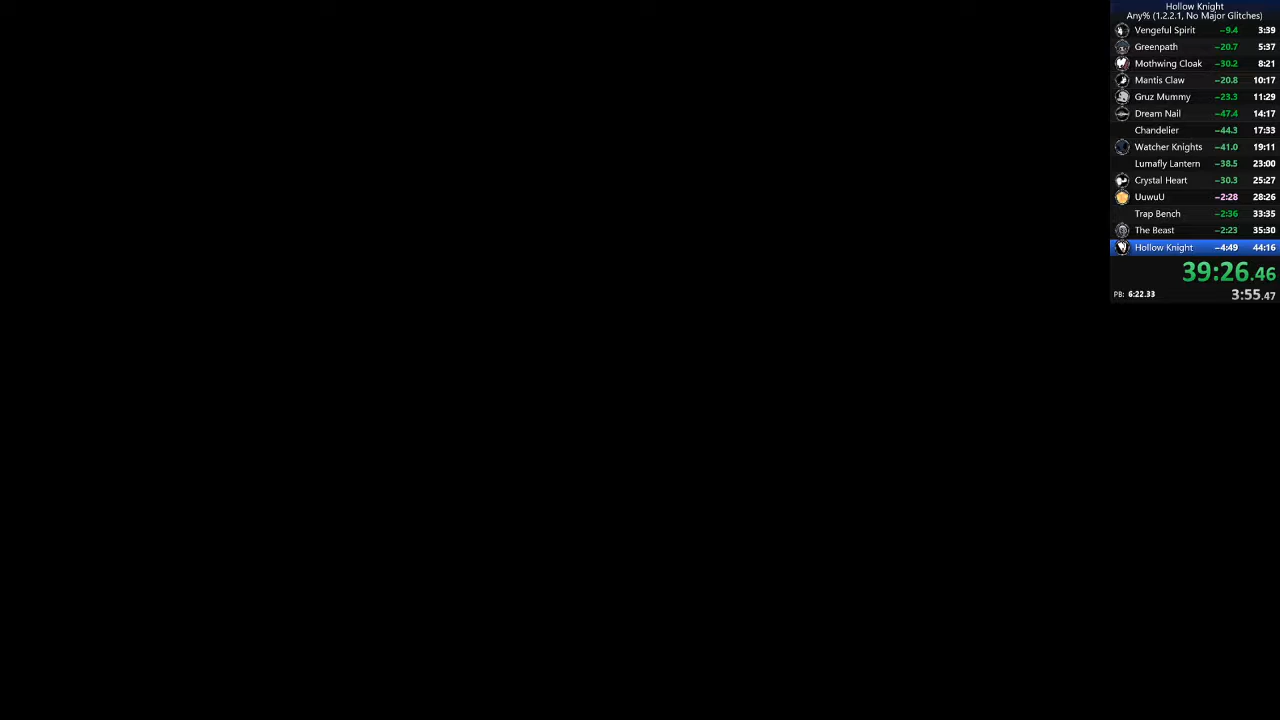 Hollow Knight
Any% (1.2.2.1, No Major Glitches)
Vengeful Spirit −9.4 3:39
Greenpath −20.7 5:37
Mothwing Cloak −30.2 8:21
Mantis Claw −20.8 10:17
Gruz Mummy −23.3 11:29
Dream Nail −47.4 14:17
Chandelier −44.3 17:33
Watcher Knights −41.0 19:11
Lumafly Lantern −38.5 23:00
Crystal Heart −30.3 25:27
UuwuU −2:28 28:26
Trap Bench −2:36 33:35
The Beast −2:23 35:30
Hollow Knight −4:49 44:16
39:26.46
PB: 6:22.33 3:55.47